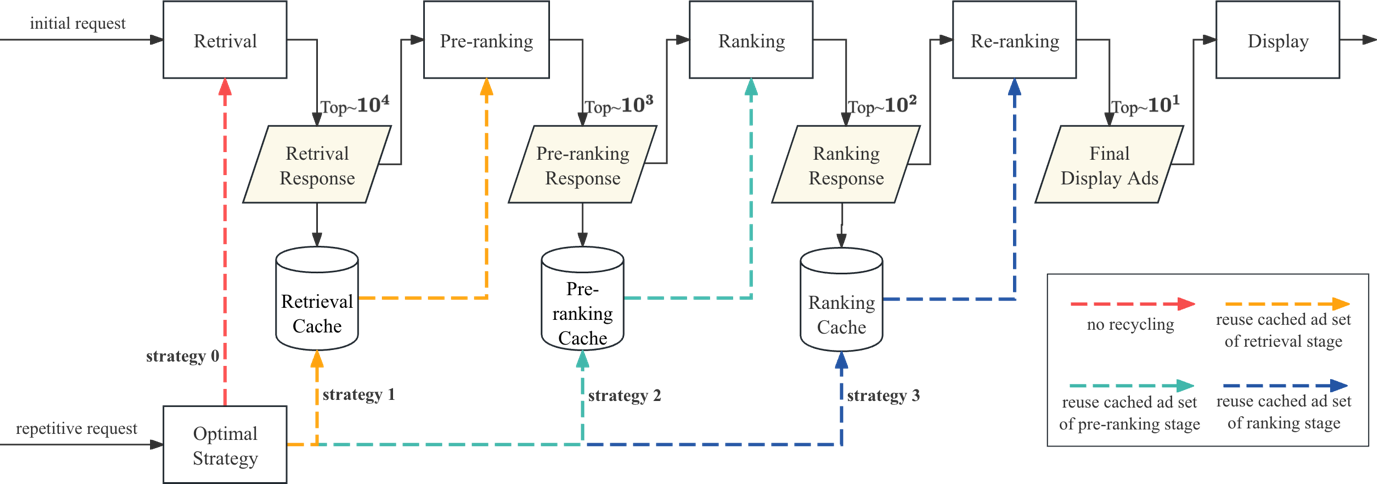 initial request
Retrival
Pre-ranking
Ranking
Re-ranking
Display
Top~10⁴
Top~10³
Top~10²
Top~10¹
Retrival
Response
Pre-ranking
Response
Ranking
Response
Final
Display Ads
Retrieval
Cache
Pre-
ranking
Cache
Ranking
Cache
no recycling
reuse cached ad set
of retrieval stage
reuse cached ad set
of pre-ranking stage
reuse cached ad set
of ranking stage
strategy 0
strategy 1
strategy 2
strategy 3
repetitive request
Optimal
Strategy